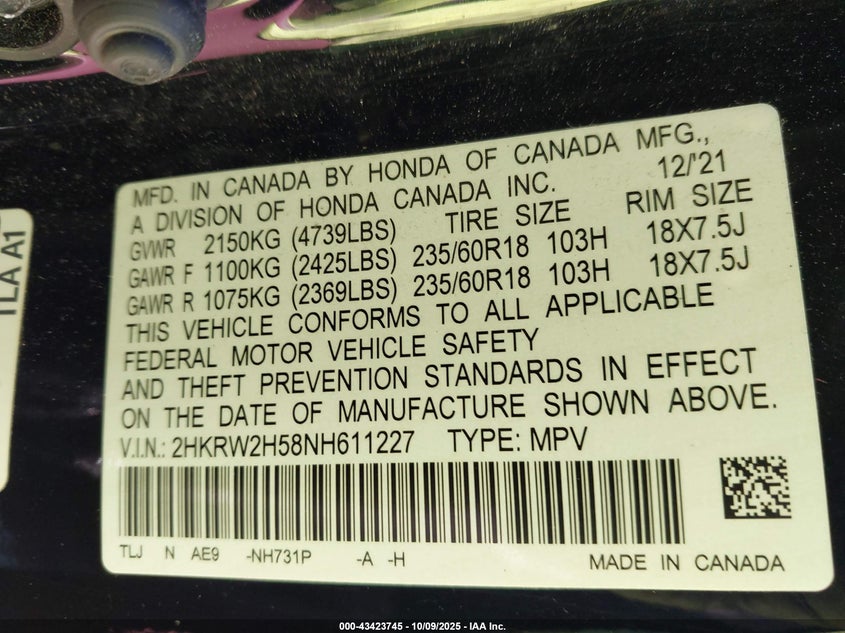 MFD. IN CANADA BY HONDA OF CANADA MFG.,
A DIVISION OF HONDA CANADA INC. 12/'21
GVWR 2150KG (4739LBS) TIRE SIZE RIM SIZE
GAWR F 1100KG (2425LBS) 235/60R18 103H 18X7.5J
GAWR R 1075KG (2369LBS) 235/60R18 103H 18X7.5J
THIS VEHICLE CONFORMS TO ALL APPLICABLE
FEDERAL MOTOR VEHICLE SAFETY
AND THEFT PREVENTION STANDARDS IN EFFECT
ON THE DATE OF MANUFACTURE SHOWN ABOVE.
V.I.N.: 2HKRW2H58NH611227 TYPE: MPV
TLJ N AE9 -NH731P -A -H MADE IN CANADA
TLA A1
000-43423745 - 10/09/2025 - IAA Inc.